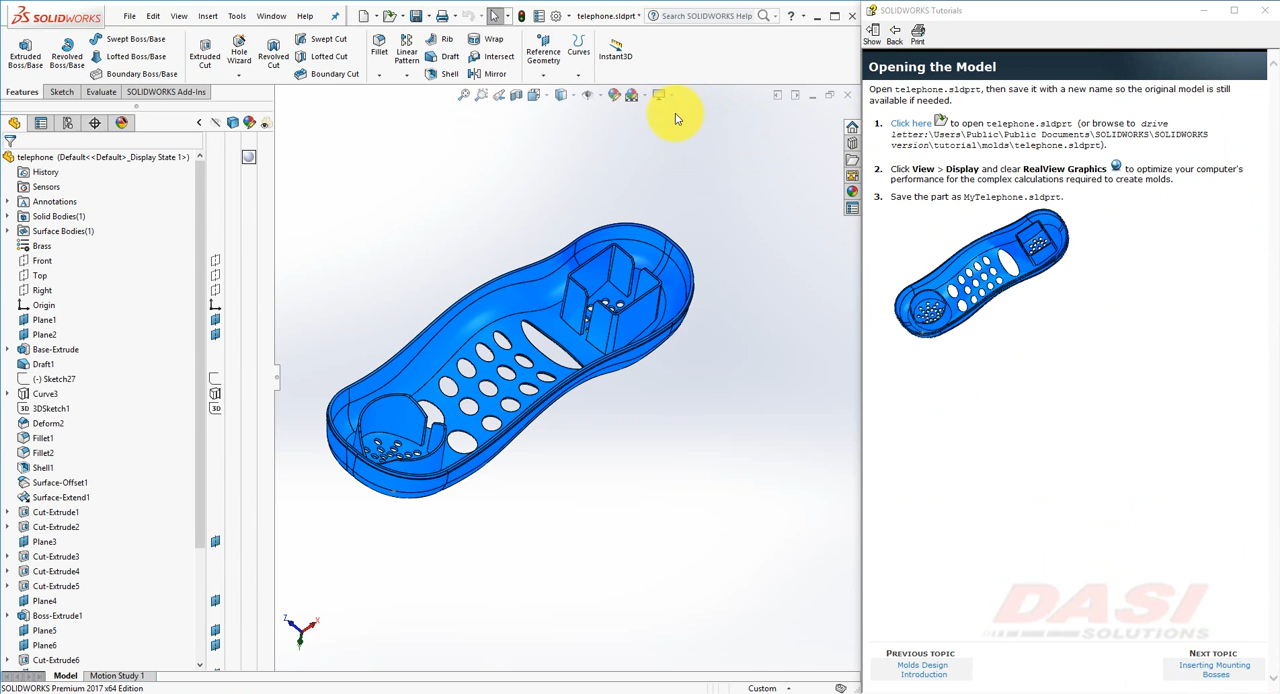 SOLIDWORKS
File Edit View Insert Tools Window Help
telephone.sldprt *
Search SOLIDWORKS Help
?
Extruded Boss/Base
Revolved Boss/Base
Swept Boss/Base
Lofted Boss/Base
Boundary Boss/Base
Extruded Cut
Hole Wizard
Revolved Cut
Swept Cut
Lofted Cut
Boundary Cut
Fillet
Linear Pattern
Rib
Draft
Shell
Wrap
Intersect
Mirror
Reference Geometry
Curves
Instant3D
Features Sketch Evaluate SOLIDWORKS Add-Ins
telephone (Default<<Default>_Display State 1>)
History
Sensors
Annotations
Solid Bodies(1)
Surface Bodies(1)
Brass
Front
Top
Right
Origin
Plane1
Plane2
Base-Extrude
Draft1
(-) Sketch27
Curve3
3D 3DSketch1 3D
Deform2
Fillet1
Fillet2
Shell1
Surface-Offset1
Surface-Extend1
Cut-Extrude1
Cut-Extrude2
Plane3
Cut-Extrude3
Cut-Extrude4
Cut-Extrude5
Plane4
Boss-Extrude1
Plane5
Plane6
Cut-Extrude6
Z X
Model Motion Study 1
SOLIDWORKS Premium 2017 x64 Edition
Custom
SOLIDWORKS Tutorials
Show Back Print
Opening the Model
Open telephone.sldprt, then save it with a new name so the original model is still
available if needed.
1. Click here to open telephone.sldprt (or browse to drive
letter:\Users\Public\Public Documents\SOLIDWORKS\SOLIDWORKS
version\tutorial\molds\telephone.sldprt).
2. Click View > Display and clear RealView Graphics to optimize your computer's
performance for the complex calculations required to create molds.
3. Save the part as MyTelephone.sldprt.
DASI
SOLUTIONS
PREVIOUS TOPIC
Molds Design
Introduction
NEXT TOPIC
Inserting Mounting
Bosses